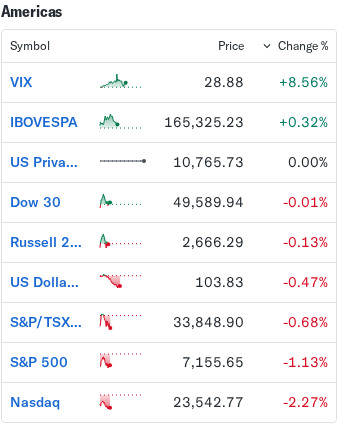 Americas
Symbol Price Change %
VIX 28.88 +8.56%
IBOVESPA 165,325.23 +0.32%
US Priva... 10,765.73 0.00%
Dow 30 49,589.94 -0.01%
Russell 2... 2,666.29 -0.13%
US Dolla... 103.83 -0.47%
S&P/TSX... 33,848.90 -0.68%
S&P 500 7,155.65 -1.13%
Nasdaq 23,542.77 -2.27%